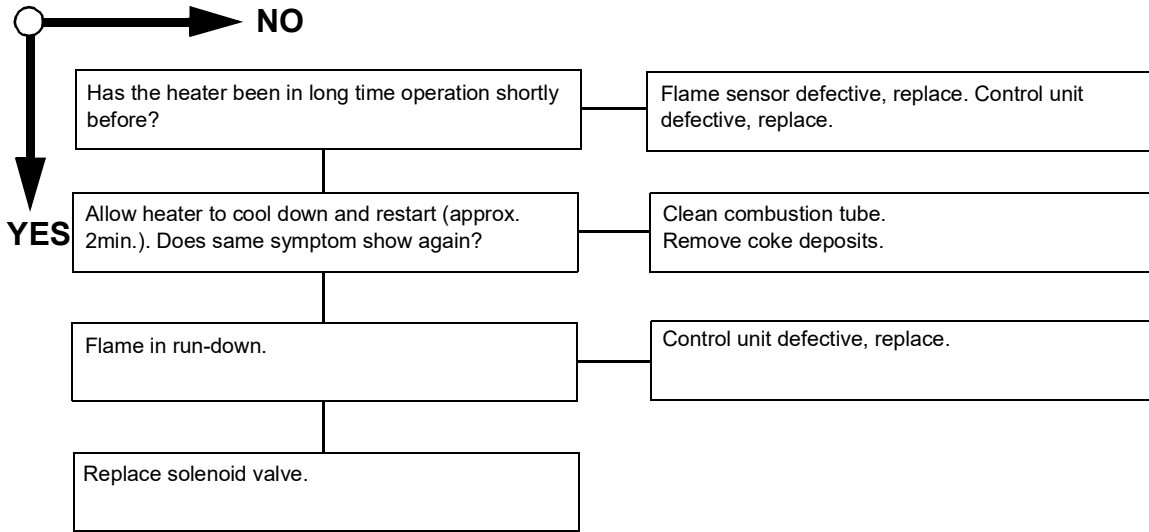 NO
Has the heater been in long time operation shortly
before?
Flame sensor defective, replace. Control unit
defective, replace.
YES
Allow heater to cool down and restart (approx.
2min.). Does same symptom show again?
Clean combustion tube.
Remove coke deposits.
Flame in run-down.
Control unit defective, replace.
Replace solenoid valve.